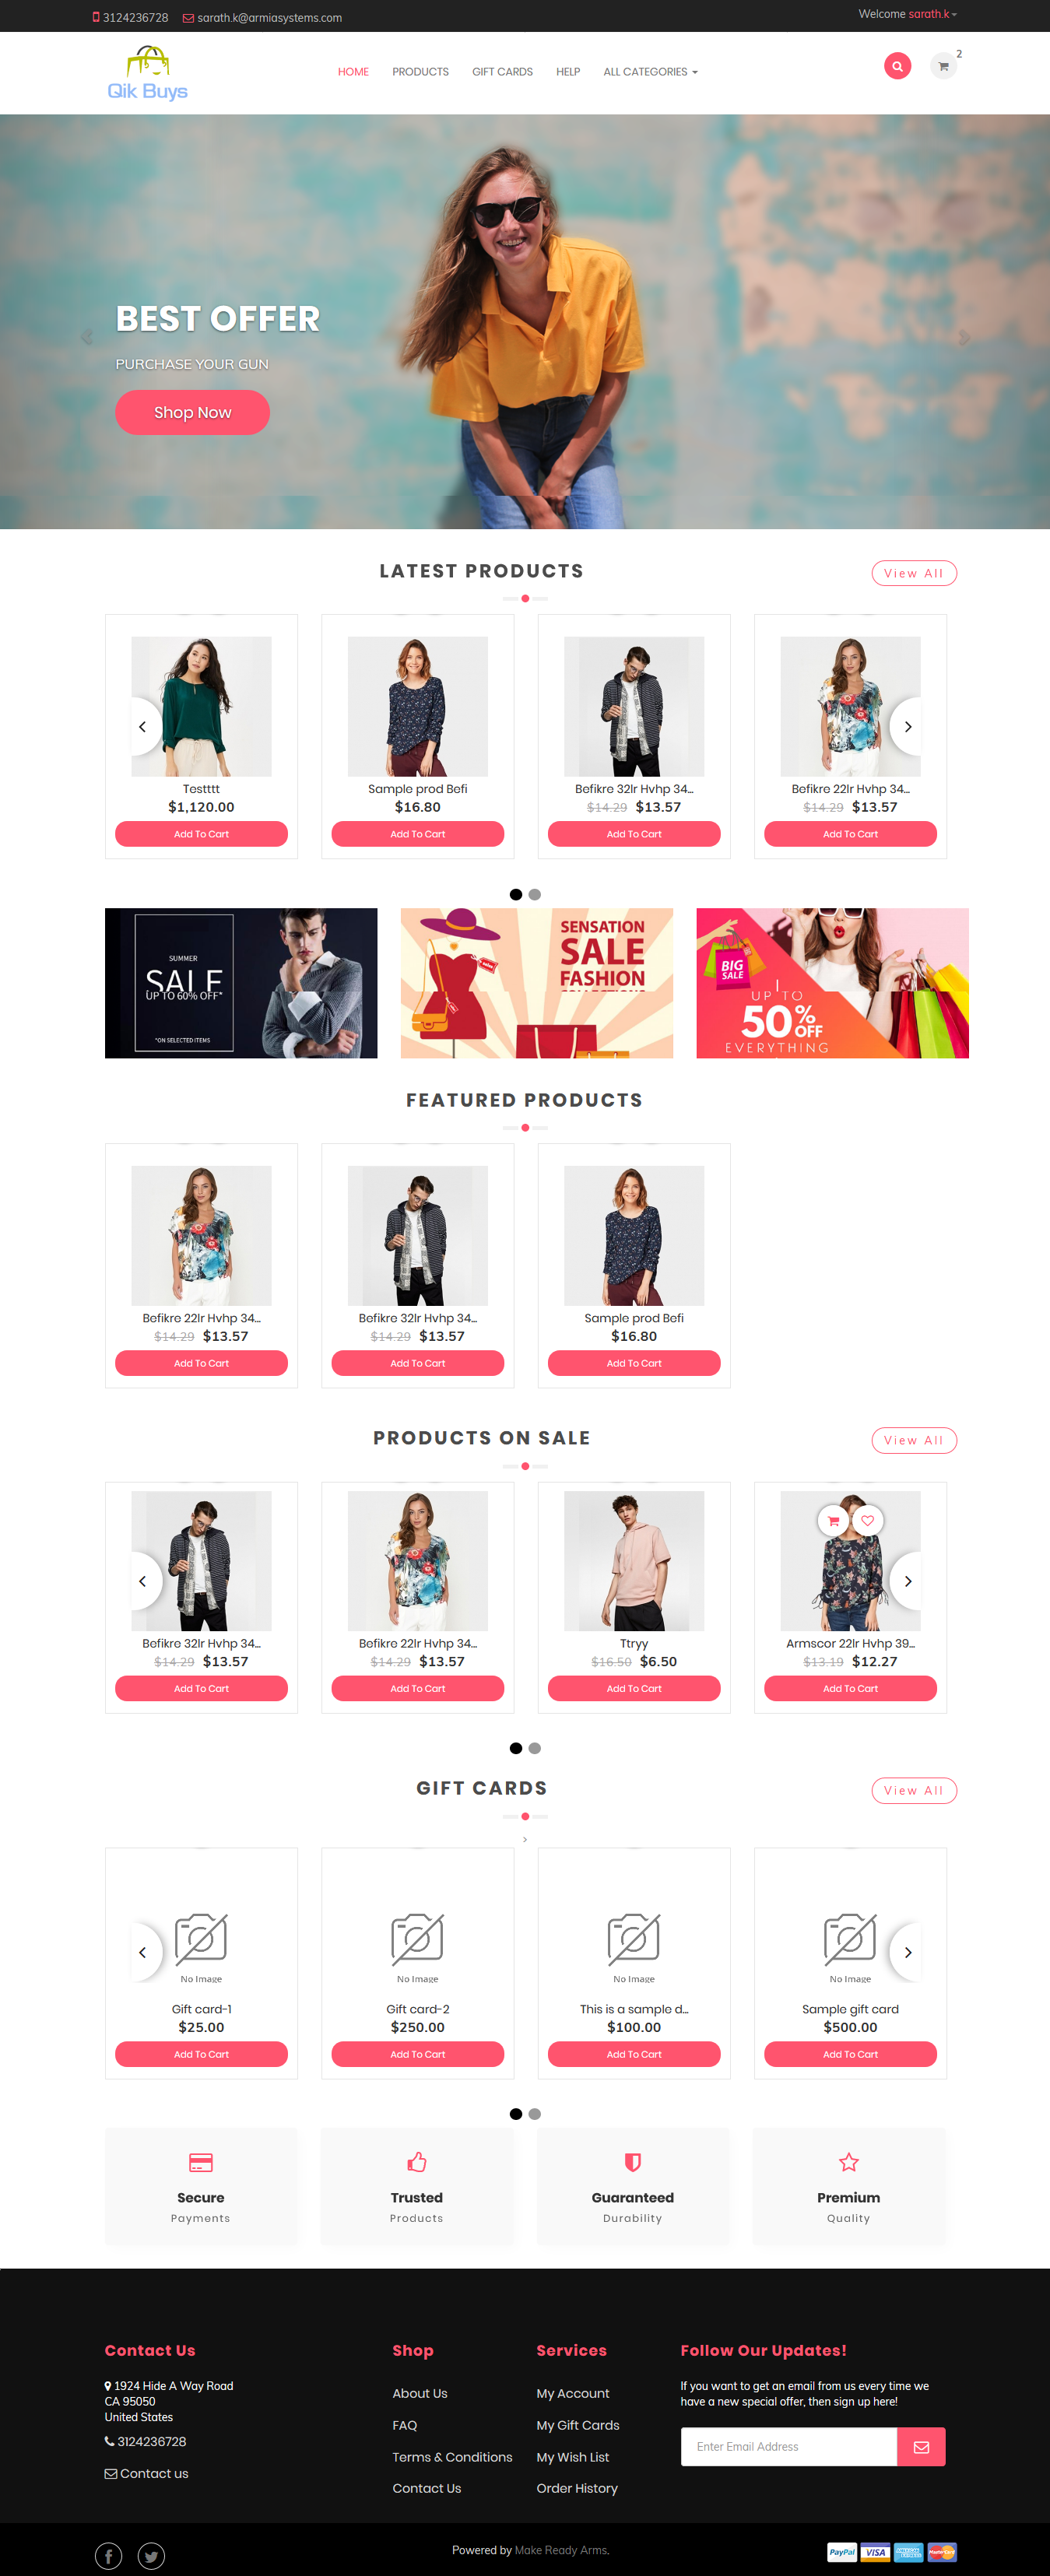 3124236728 sarath.k@armiasystems.com Welcome sarath.k
Qik Buys
HOME PRODUCTS GIFT CARDS HELP ALL CATEGORIES
2
BEST OFFER
PURCHASE YOUR GUN
Shop Now
LATEST PRODUCTS
View All
Testttt
$1,120.00
Add To Cart
Sample prod Befi
$16.80
Add To Cart
Befikre 32lr Hvhp 34...
$14.29 $13.57
Add To Cart
Befikre 22lr Hvhp 34...
$14.29 $13.57
Add To Cart
SUMMER
SALE
UP TO 60% OFF*
*ON SELECTED ITEMS
SENSATION
SALE
FASHION
COLLECTIONS
BIG
SALE
UP TO
50% OFF
EVERYTHING
FEATURED PRODUCTS
Befikre 22lr Hvhp 34...
$14.29 $13.57
Add To Cart
Befikre 32lr Hvhp 34...
$14.29 $13.57
Add To Cart
Sample prod Befi
$16.80
Add To Cart
PRODUCTS ON SALE
View All
Befikre 32lr Hvhp 34...
$14.29 $13.57
Add To Cart
Befikre 22lr Hvhp 34...
$14.29 $13.57
Add To Cart
Ttryy
$16.50 $6.50
Add To Cart
Armscor 22lr Hvhp 39...
$13.19 $12.27
Add To Cart
GIFT CARDS
View All
>
No Image
Gift card-1
$25.00
Add To Cart
No Image
Gift card-2
$250.00
Add To Cart
No Image
This is a sample d...
$100.00
Add To Cart
No Image
Sample gift card
$500.00
Add To Cart
Secure
Payments
Trusted
Products
Guaranteed
Durability
Premium
Quality
Contact Us
1924 Hide A Way Road
CA 95050
United States
3124236728
Contact us
Shop
About Us
FAQ
Terms & Conditions
Contact Us
Services
My Account
My Gift Cards
My Wish List
Order History
Follow Our Updates!
If you want to get an email from us every time we
have a new special offer, then sign up here!
Enter Email Address
Powered by Make Ready Arms.
PayPal VISA AMERICAN EXPRESS MasterCard